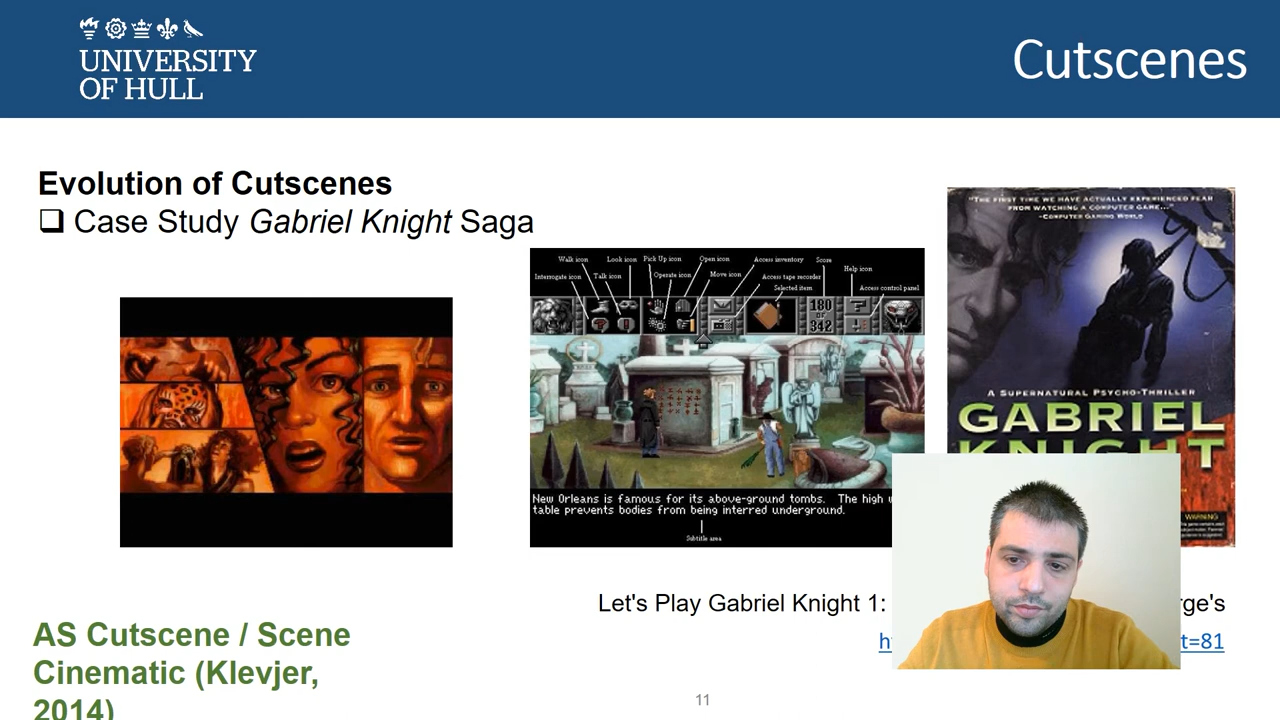 UNIVERSITY
OF HULL
Cutscenes
Evolution of Cutscenes
❑ Case Study Gabriel Knight Saga
"THE FIRST TIME WE HAVE ACTUALLY EXPERIENCED FEAR
FROM WATCHING A COMPUTER GAME..."
-COMPUTER GAMING WORLD
Walk icon
Look icon
Pick Up icon
Open icon
Access inventory
Score
Interrogate icon
Talk icon
Operate icon
Move icon
Access tape recorder
Help icon
Selected item
Access control panel
180
OF
342
A SUPERNATURAL PSYCHO-THRILLER
GABRIEL
KNIGHT
New Orleans is famous for its above-ground tombs. The high
table prevents bodies from being interred underground.
Subtitle area
WARNING
Let's Play Gabriel Knight 1:
rge's
t=81
AS Cutscene / Scene
Cinematic (Klevjer,
2014)
11